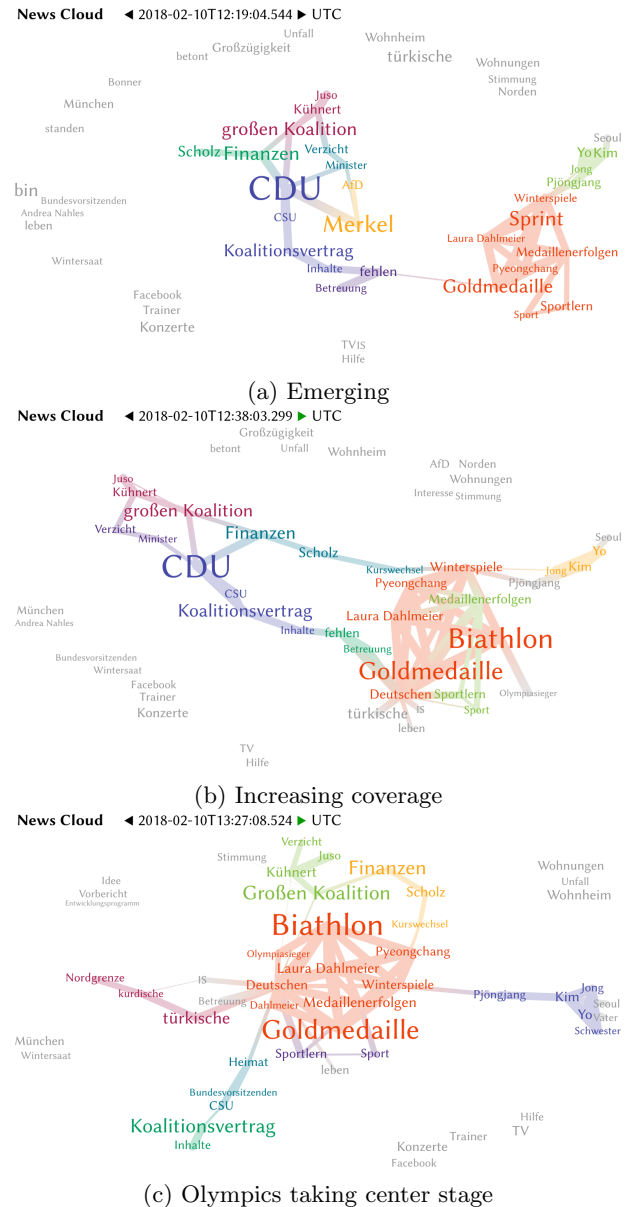 News Cloud ◀ 2018-02-10T12:19:04.544 ▶ UTC
Unfall
Wohnheim
Großzügigkeit
betont
türkische
Wohnungen
Stimmung
Norden
Bonner
München
Juso
Kühnert
standen
großen Koalition
Seoul
Scholz Finanzen
Verzicht
Yo Kim
Minister
Jong
AfD
Pjöngjang
bin
CDU
Winterspiele
Bundesvorsitzenden
Andrea Nahles
CSU
Sprint
leben
Merkel
Laura Dahlmeier
Koalitionsvertrag
Medaillenerfolgen
Wintersaat
Inhalte
fehlen
Pyeongchang
Betreuung
Goldmedaille
Facebook
Trainer
Sportlern
Sport
Konzerte
TV IS
Hilfe
(a) Emerging
News Cloud ◀ 2018-02-10T12:38:03.299 ▶ UTC
Großzügigkeit
betont
Unfall
Wohnheim
AfD Norden
Wohnungen
Juso
Kühnert
Interesse Stimmung
großen Koalition
Verzicht
Minister
Finanzen
Seoul
Scholz
Yo
CDU
Kurswechsel
Winterspiele
Jong Kim
Pyeongchang
Pjöngjang
CSU
Medaillenerfolgen
München
Koalitionsvertrag
Laura Dahlmeier
Andrea Nahles
Inhalte
fehlen
Biathlon
Betreuung
Bundesvorsitzenden
Wintersaat
Goldmedaille
Facebook
Trainer
Deutschen Sportlern
Olympiasieger
Konzerte
türkische
IS
Sport
leben
TV
Hilfe
(b) Increasing coverage
News Cloud ◀ 2018-02-10T13:27:08.524 ▶ UTC
Verzicht
Stimmung
Juso
Kühnert
Finanzen
Wohnungen
Idee
Unfall
Vorbericht
Entwicklungsprogramm
Großen Koalition
Scholz
Wohnheim
Biathlon
Kurswechsel
Olympiasieger
Pyeongchang
Laura Dahlmeier
Nordgrenze
IS
Deutschen
Winterspiele
kurdische
Betreuung
Dahlmeier
Medaillenerfolgen
Pjöngjang
Kim
Jong
Seoul
türkische
Yo
Vater
Goldmedaille
Schwester
München
Wintersaat
Sportlern
Sport
Heimat
leben
Bundesvorsitzenden
CSU
Hilfe
Koalitionsvertrag
TV
Trainer
Inhalte
Konzerte
Facebook
(c) Olympics taking center stage